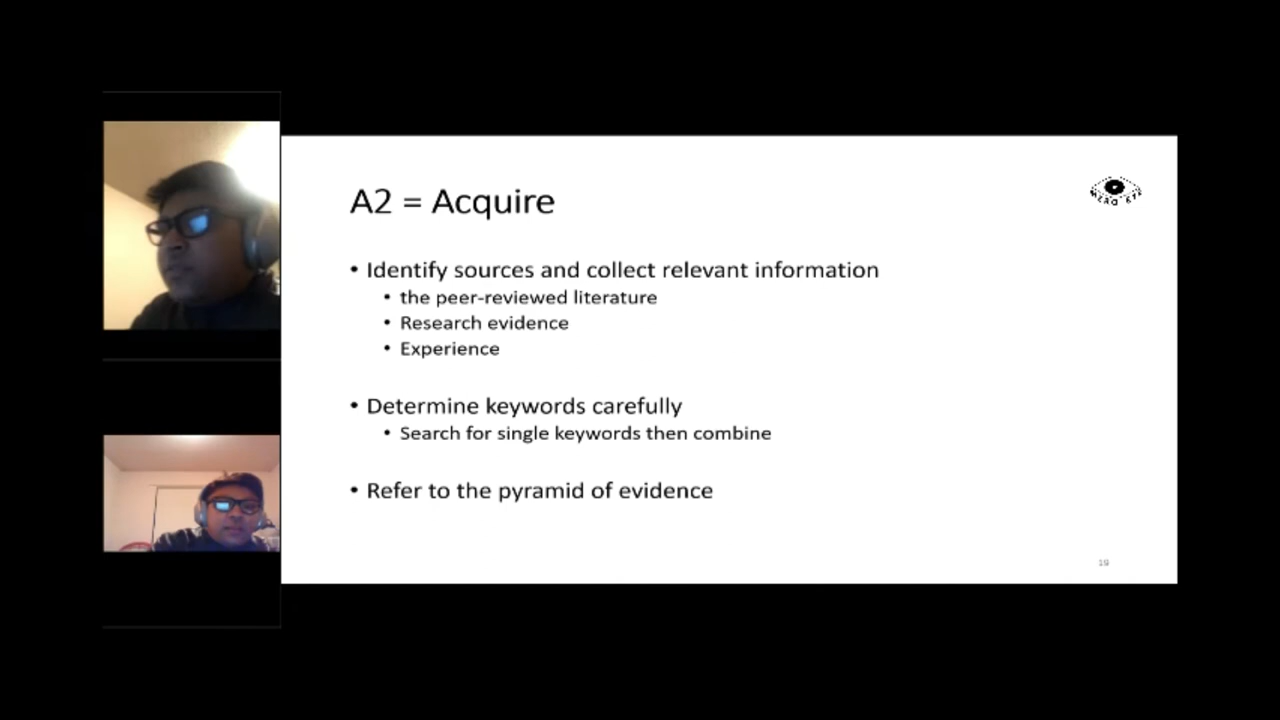 A2 = Acquire
• Identify sources and collect relevant information
• the peer-reviewed literature
• Research evidence
• Experience
• Determine keywords carefully
• Search for single keywords then combine
• Refer to the pyramid of evidence
19